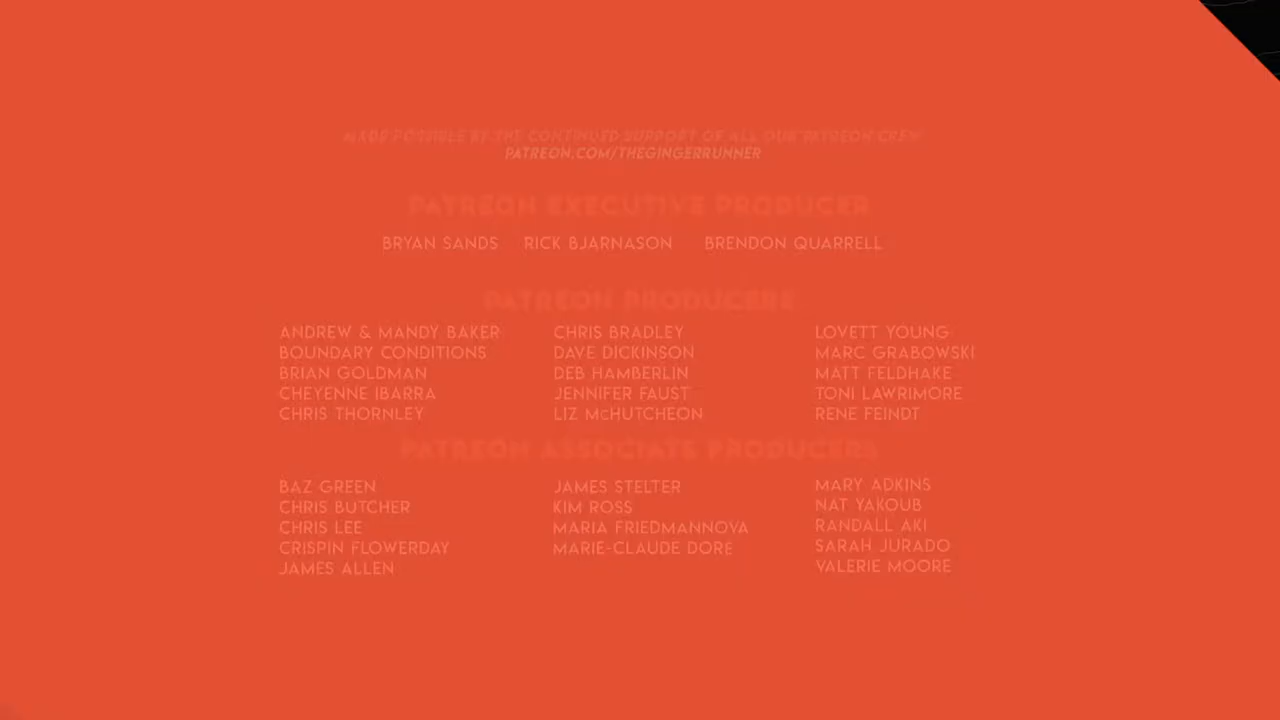 MADE POSSIBLE BY THE CONTINUED SUPPORT OF ALL OUR PATREON CREW
PATREON.COM/THEGINGERRUNNER
PATREON EXECUTIVE PRODUCER
BRYAN SANDS RICK BJARNASON BRENDON QUARRELL
PATREON PRODUCERS
ANDREW & MANDY BAKER CHRIS BRADLEY LOVETT YOUNG
BOUNDARY CONDITIONS DAVE DICKINSON MARC GRABOWSKI
BRIAN GOLDMAN DEB HAMBERLIN MATT FELDHAKE
CHEYENNE IBARRA JENNIFER FAUST TONI LAWRIMORE
CHRIS THORNLEY LIZ McHUTCHEON RENE FEINDT
PATREON ASSOCIATE PRODUCERS
BAZ GREEN JAMES STELTER MARY ADKINS
CHRIS BUTCHER KIM ROSS NAT YAKOUB
CHRIS LEE MARIA FRIEDMANNOVA RANDALL AKI
CRISPIN FLOWERDAY MARIE-CLAUDE DORE SARAH JURADO
JAMES ALLEN VALERIE MOORE